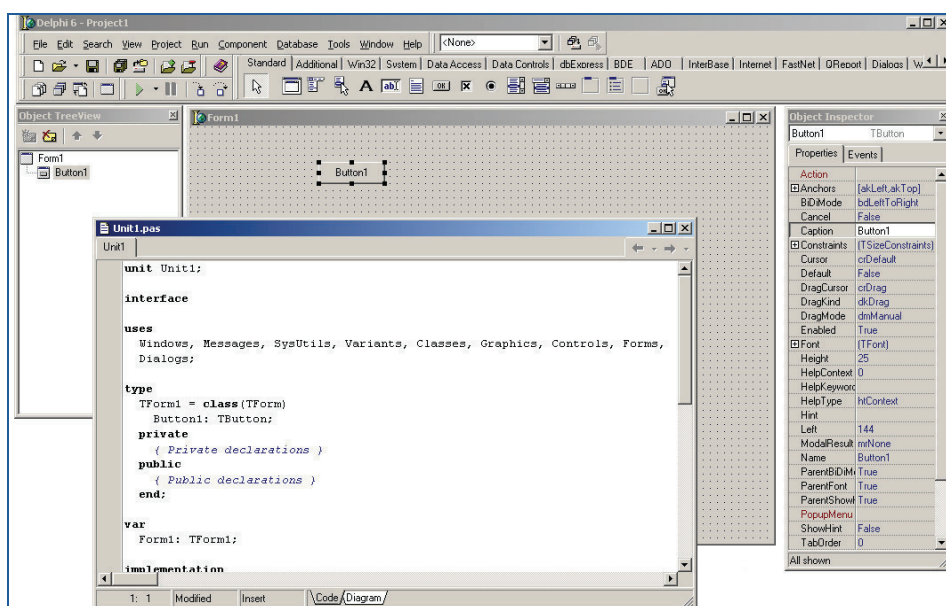 Delphi 6 - Project1
File Edit Search View Project Run Component Database Tools Window Help <None>
Standard Additional Win32 System Data Access Data Controls dbExpress BDE ADO InterBase Internet FastNet QReport Dialogs W
Object TreeView
Form1
Button1
Form1
Button1
Unit1.pas
Unit1
unit Unit1;
interface
uses
Windows, Messages, SysUtils, Variants, Classes, Graphics, Controls, Forms,
Dialogs;
type
TForm1 = class(TForm)
Button1: TButton;
private
{ Private declarations }
public
{ Public declarations }
end;
var
Form1: TForm1;
implementation
1: 1 Modified Insert Code Diagram
Object Inspector
Button1 TButton
Properties Events
Action
Anchors [akLeft,akTop]
BiDiMode bdLeftToRight
Cancel False
Caption Button1
Constraints (TSizeConstraints)
Cursor crDefault
Default False
DragCursor crDrag
DragKind dkDrag
DragMode dmManual
Enabled True
Font (TFont)
Height 25
HelpContext 0
HelpKeyword
HelpType htContext
Hint
Left 144
ModalResult mrNone
Name Button1
ParentBiDiM True
ParentFont True
ParentShowH True
PopupMenu
ShowHint False
TabOrder 0
All shown